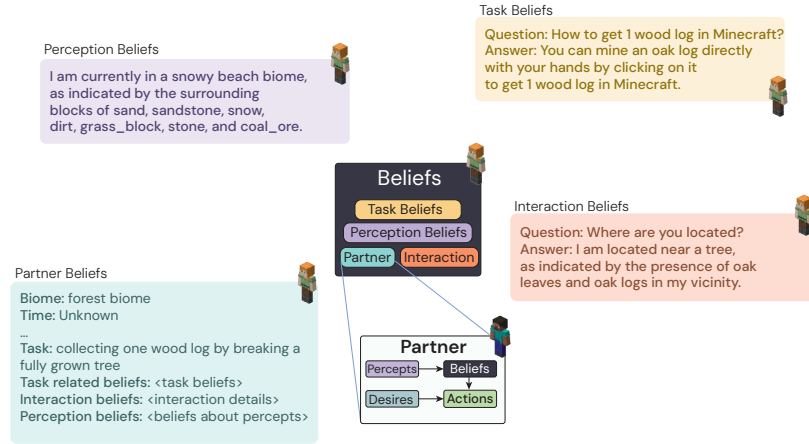 Perception Beliefs
I am currently in a snowy beach biome,
as indicated by the surrounding
blocks of sand, sandstone, snow,
dirt, grass_block, stone, and coal_ore.
Task Beliefs
Question: How to get 1 wood log in Minecraft?
Answer: You can mine an oak log directly
with your hands by clicking on it
to get 1 wood log in Minecraft.
Beliefs
Task Beliefs
Perception Beliefs
Partner
Interaction
Interaction Beliefs
Question: Where are you located?
Answer: I am located near a tree,
as indicated by the presence of oak
leaves and oak logs in my vicinity.
Partner Beliefs
Biome: forest biome
Time: Unknown
...
Task: collecting one wood log by breaking a
fully grown tree
Task related beliefs: <task beliefs>
Interaction beliefs: <interaction details>
Perception beliefs: <beliefs about percepts>
Partner
Percepts
Beliefs
Desires
Actions